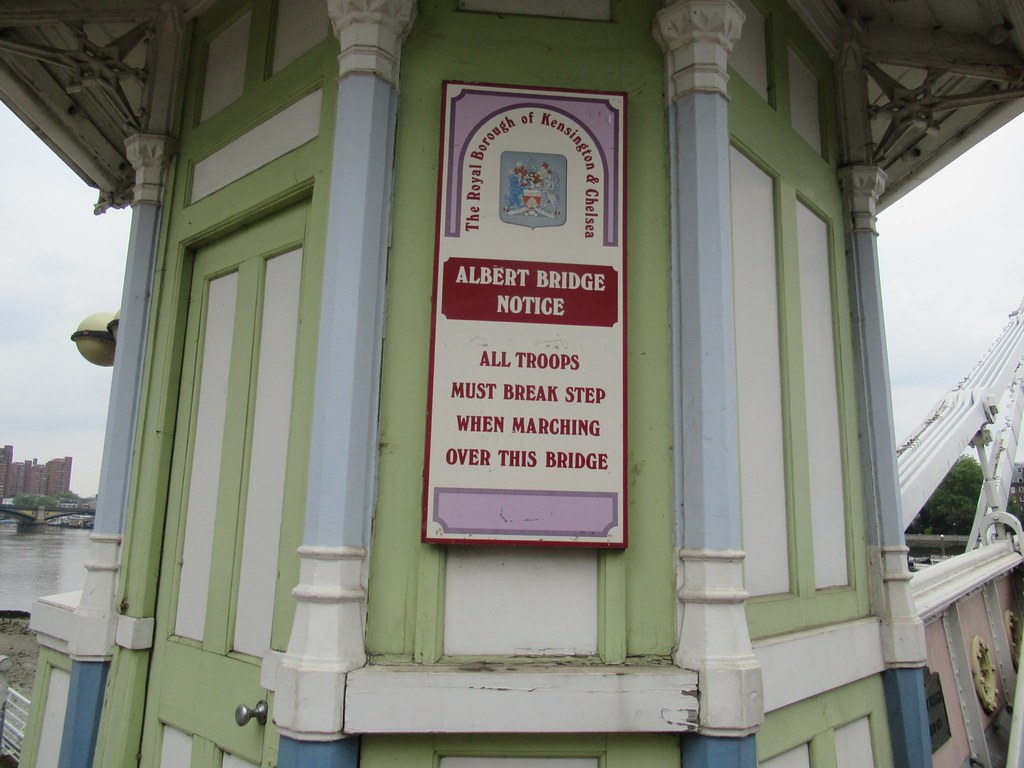 The Royal Borough of Kensington & Chelsea
ALBERT BRIDGE
NOTICE
ALL TROOPS
MUST BREAK STEP
WHEN MARCHING
OVER THIS BRIDGE